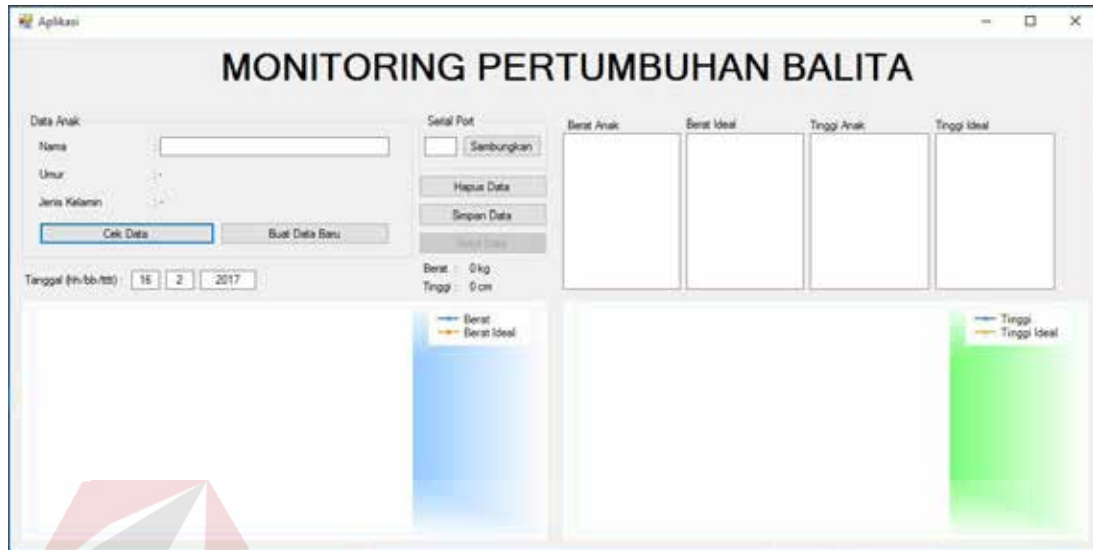 Aplikasi
MONITORING PERTUMBUHAN BALITA
Data Anak
Nama :
Umur : -
Jenis Kelamin : -
Cek Data Buat Data Baru
Tanggal (hh/bb/tttt) : 16 2 2017
Serial Port
Sambungkan
Hapus Data
Simpan Data
Berat : 0 kg
Tinggi : 0 cm
Berat Anak Berat Ideal Tinggi Anak Tinggi Ideal
Berat
Berat Ideal
Tinggi
Tinggi Ideal